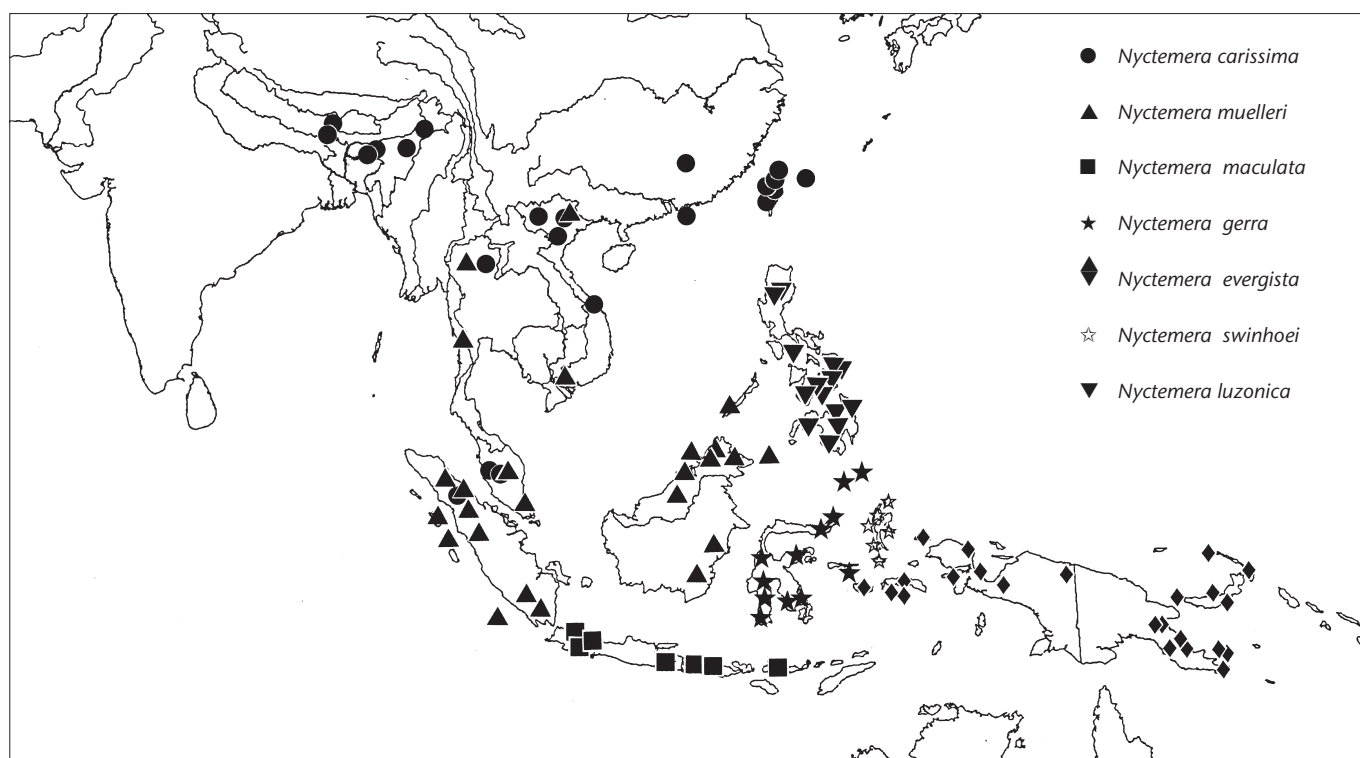 Nyctemera carissima
Nyctemera muelleri
Nyctemera maculata
Nyctemera gerra
Nyctemera evergista
Nyctemera swinhoei
Nyctemera luzonica